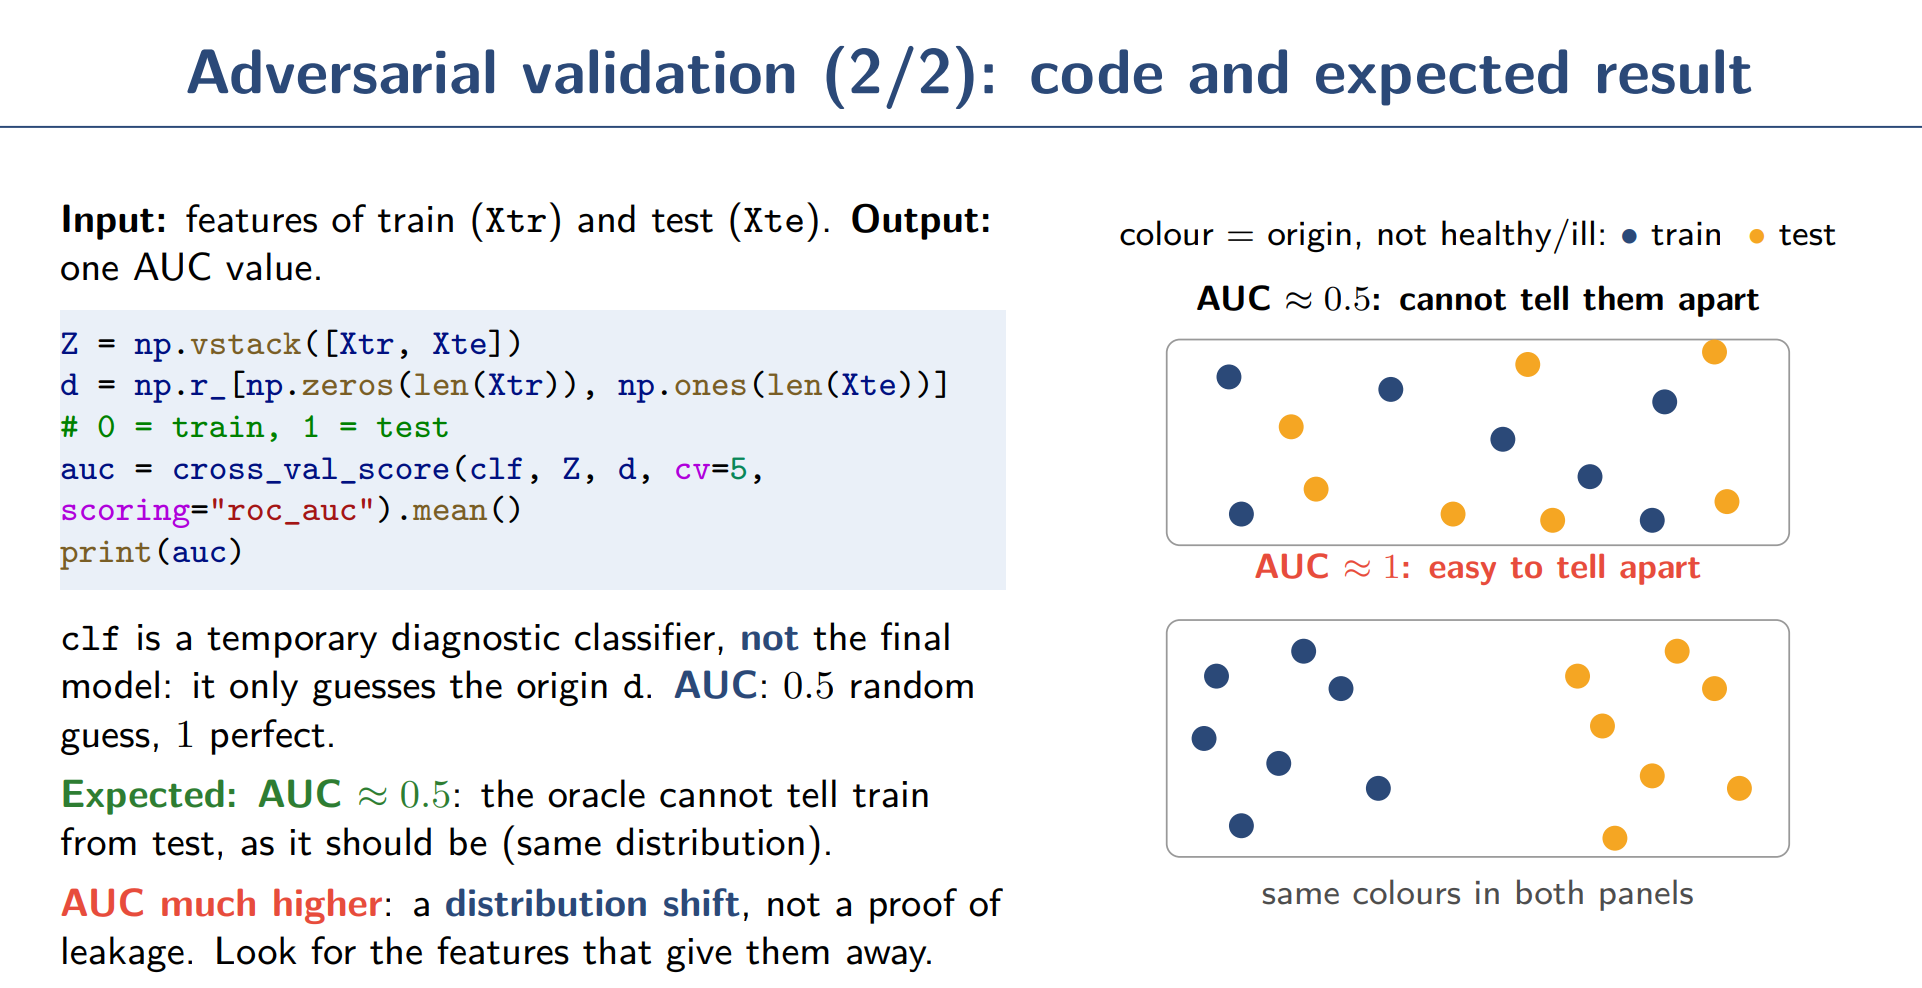 Adversarial validation (2/2): code and expected result
Input: features of train (Xtr) and test (Xte). Output:
one AUC value.
Z = np.vstack([Xtr, Xte])
d = np.r_[np.zeros(len(Xtr)), np.ones(len(Xte))]
# 0 = train, 1 = test
auc = cross_val_score(clf, Z, d, cv=5,
scoring="roc_auc").mean()
print(auc)
clf is a temporary diagnostic classifier, not the final
model: it only guesses the origin d. AUC: 0.5 random
guess, 1 perfect.
Expected: AUC ≈ 0.5: the oracle cannot tell train
from test, as it should be (same distribution).
AUC much higher: a distribution shift, not a proof of
leakage. Look for the features that give them away.
colour = origin, not healthy/ill: ● train ● test
AUC ≈ 0.5: cannot tell them apart
AUC ≈ 1: easy to tell apart
same colours in both panels